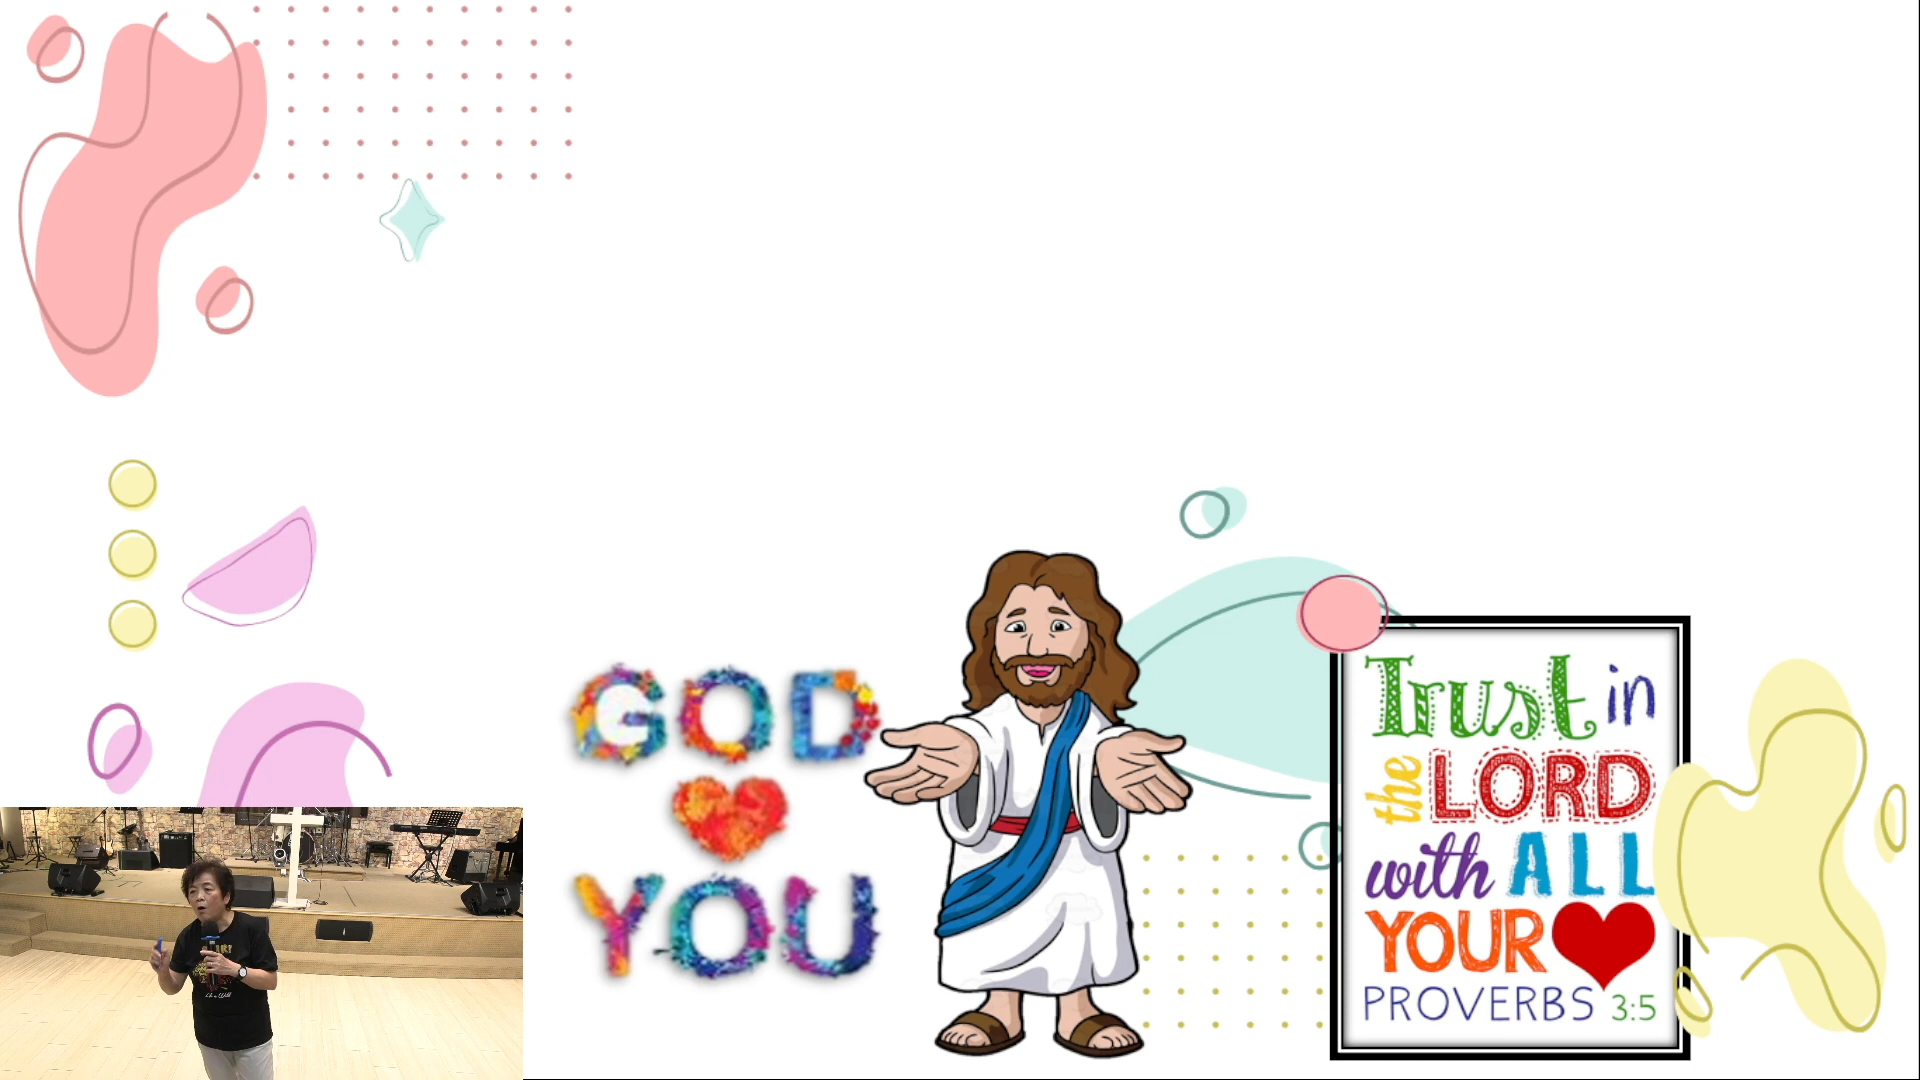 GOD
YOU
Trust in
the LORD
with ALL
YOUR
PROVERBS 3:5